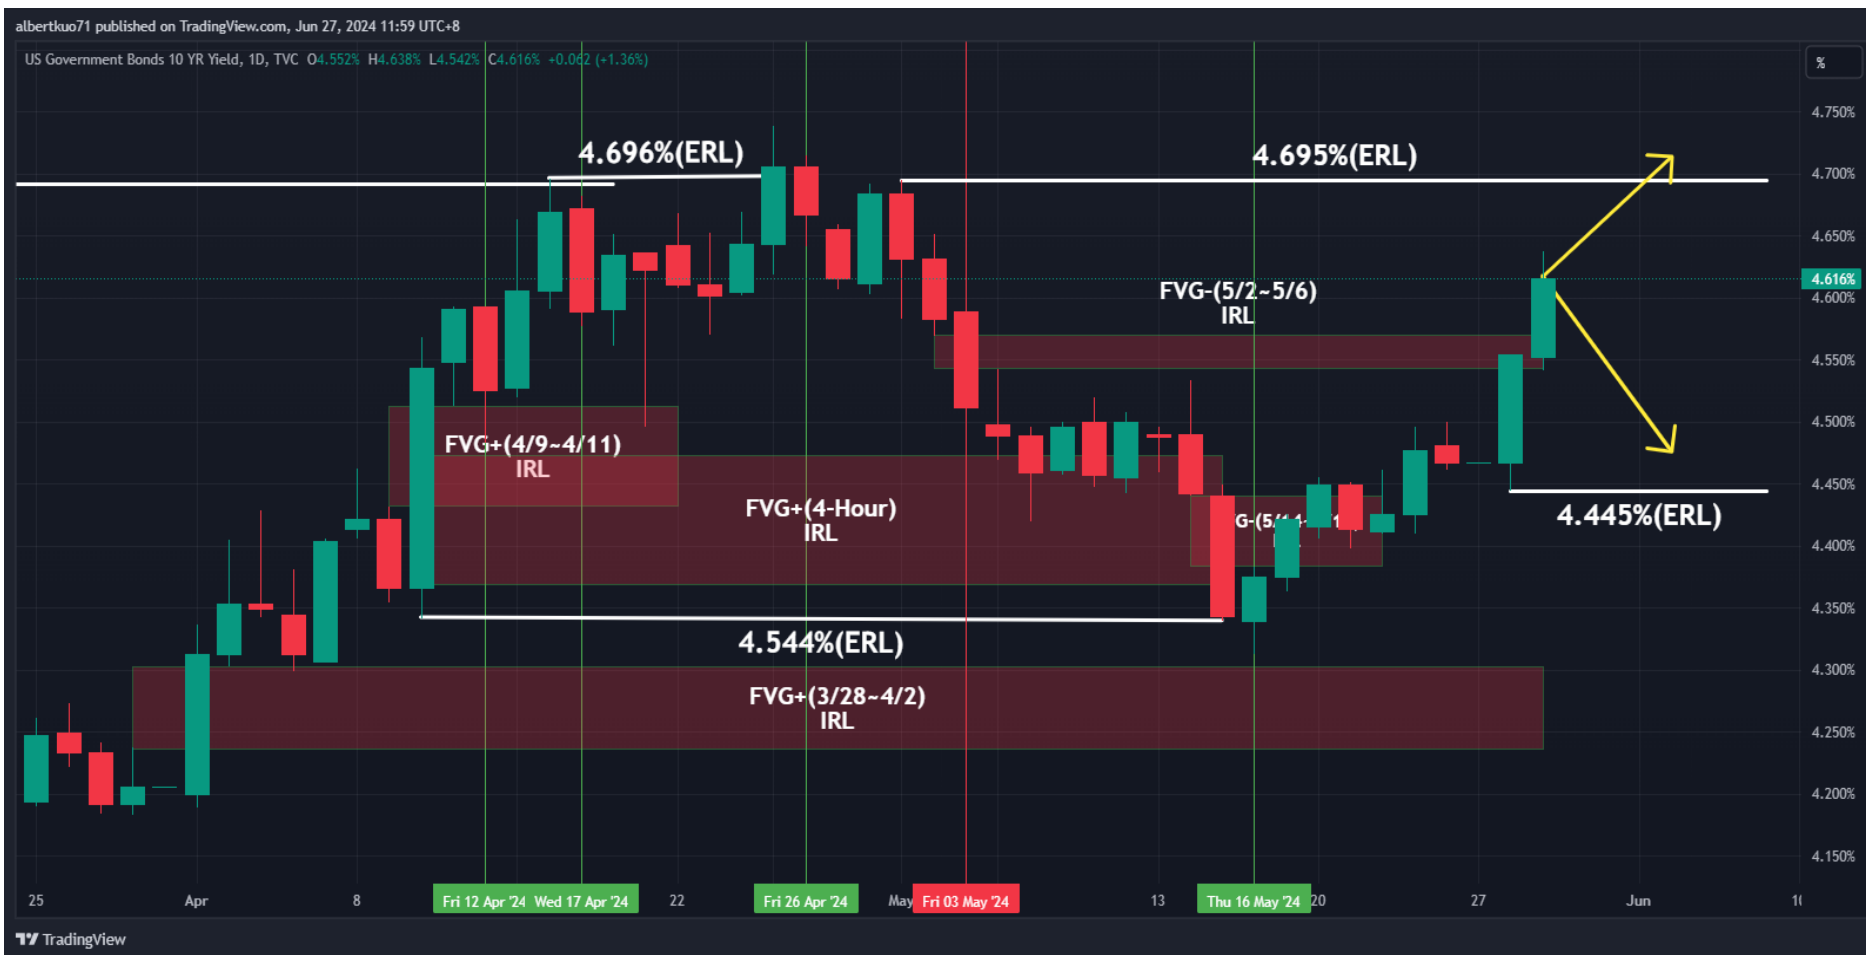 albertkuo71 published on TradingView.com, Jun 27, 2024 11:59 UTC+8
US Government Bonds 10 YR Yield, 1D, TVC O4.552% H4.638% L4.542% C4.616% +0.062 (+1.36%)
%
4.750%
4.696%(ERL)
4.695%(ERL)
4.700%
4.650%
4.616%
FVG-(5/2~5/6)
IRL
4.600%
4.550%
4.500%
FVG+(4/9~4/11)
IRL
4.450%
FVG+(4-Hour)
IRL
4.445%(ERL)
4.400%
4.350%
4.544%(ERL)
4.300%
FVG+(3/28~4/2)
IRL
4.250%
4.200%
4.150%
25 Apr 8 Fri 12 Apr '24 Wed 17 Apr '24 22 Fri 26 Apr '24 May Fri 03 May '24 13 Thu 16 May '24 20 27 Jun
TradingView